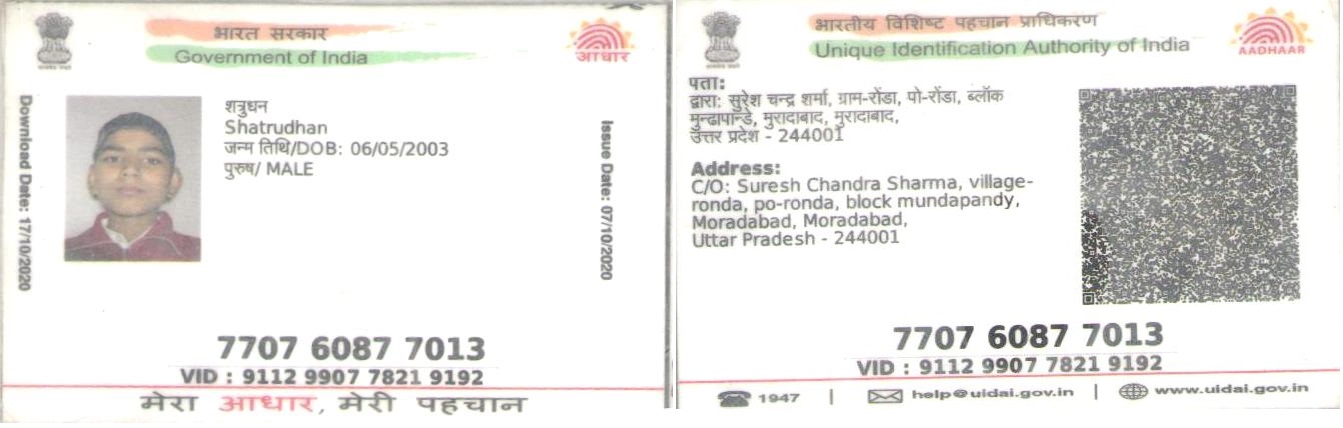 भारत सरकार
Government of India
आधार
Download Date: 17/10/2020
शत्रुधन
Shatrudhan
जन्म तिथि/DOB: 06/05/2003
पुरुष/ MALE
Issue Date: 07/10/2020
7707 6087 7013
VID : 9112 9907 7821 9192
मेरा आधार, मेरी पहचान
भारतीय विशिष्ट पहचान प्राधिकरण
Unique Identification Authority of India
AADHAAR
पता:
द्वारा: सुरेश चन्द्र शर्मा, ग्राम-रोंडा, पो-रोंडा, ब्लॉक
मुन्ढापान्डे, मुरादाबाद, मुरादाबाद,
उत्तर प्रदेश - 244001
Address:
C/O: Suresh Chandra Sharma, village-
ronda, po-ronda, block mundapandy,
Moradabad, Moradabad,
Uttar Pradesh - 244001
7707 6087 7013
VID : 9112 9907 7821 9192
1947 | help@uidai.gov.in | www.uidai.gov.in